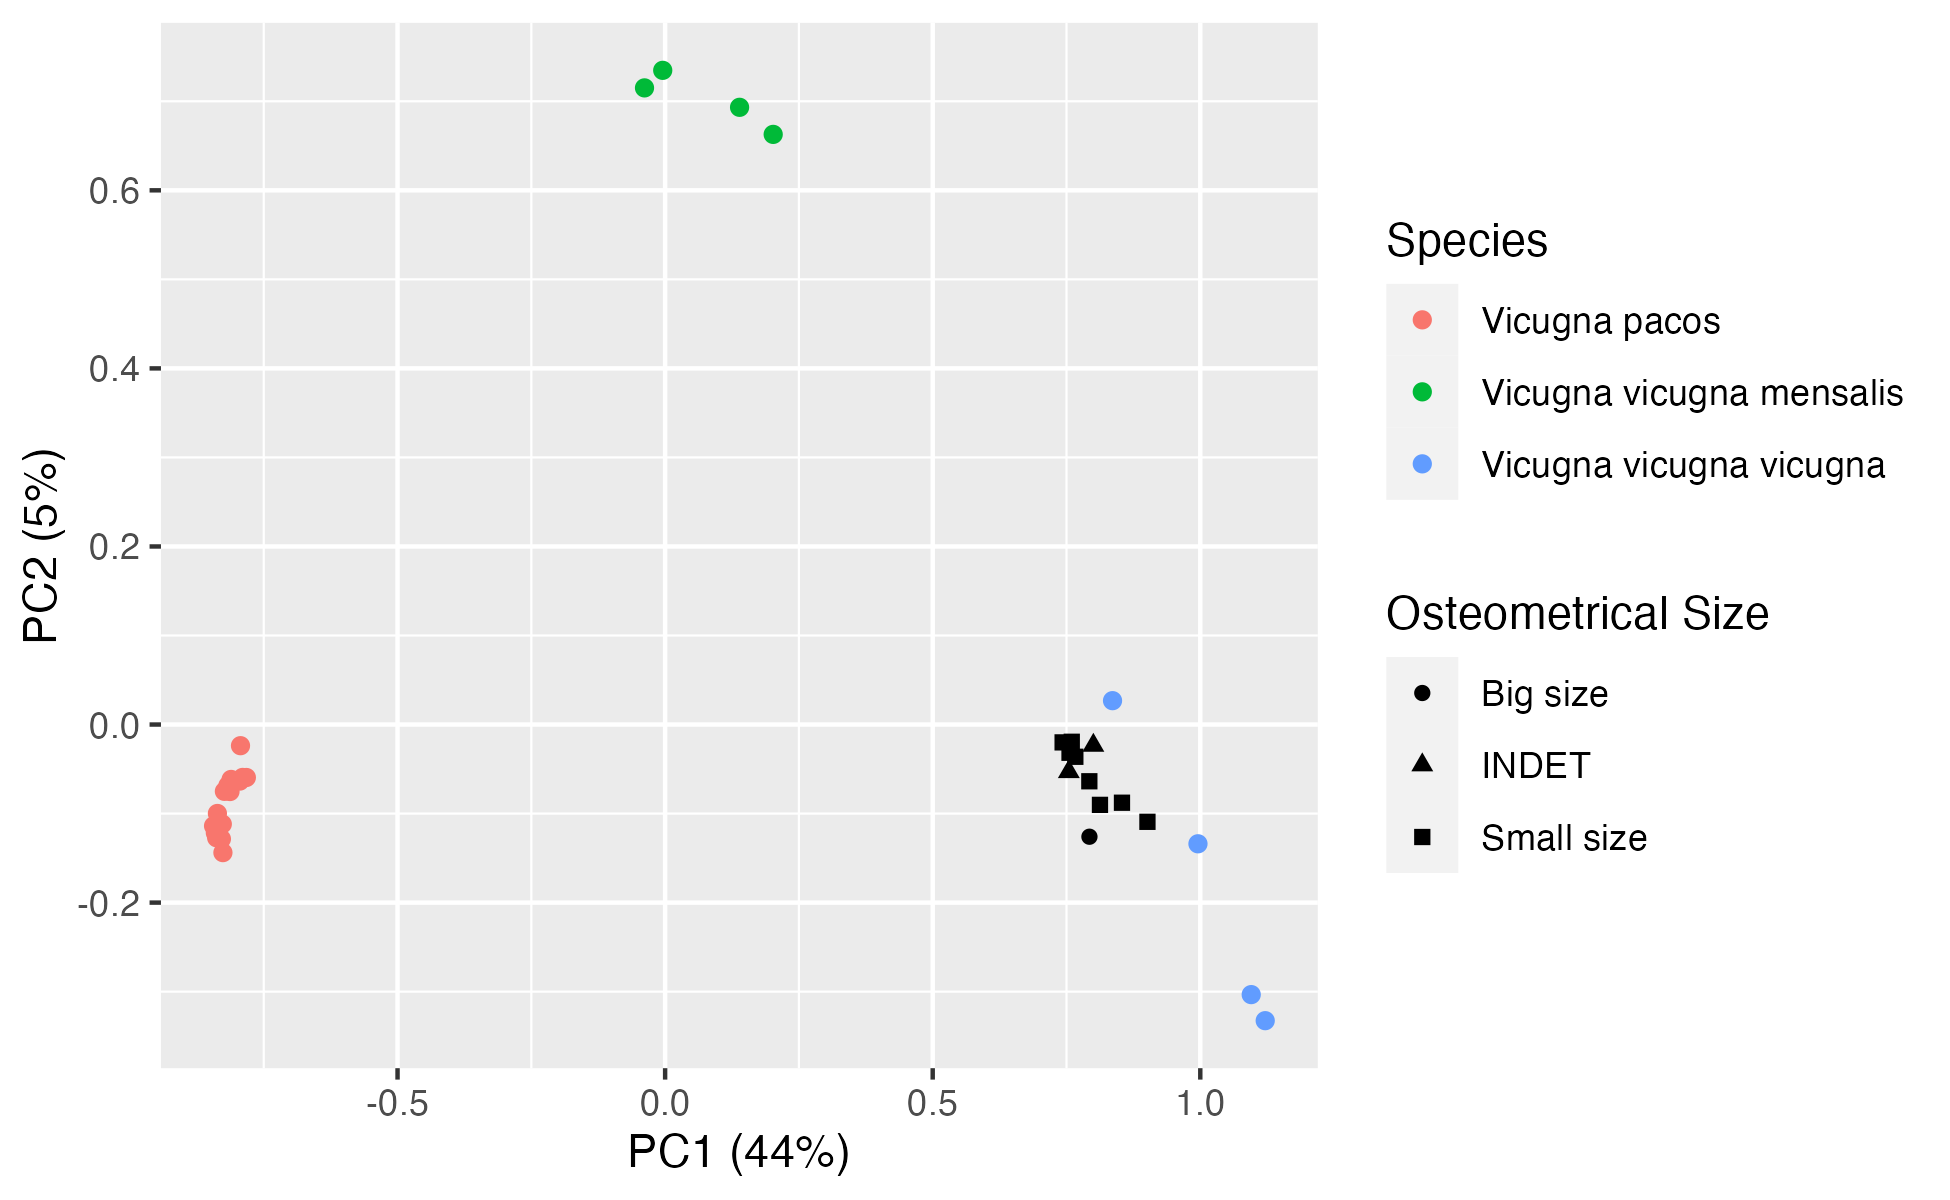 0.6
0.4
0.2
0.0
-0.2
PC2 (5%)
-0.5
0.0
0.5
1.0
PC1 (44%)
Species
Vicugna pacos
Vicugna vicugna mensalis
Vicugna vicugna vicugna
Osteometrical Size
Big size
INDET
Small size